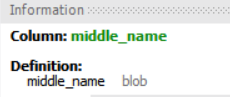 Information
Column: middle_name
Definition:
middle_name blob